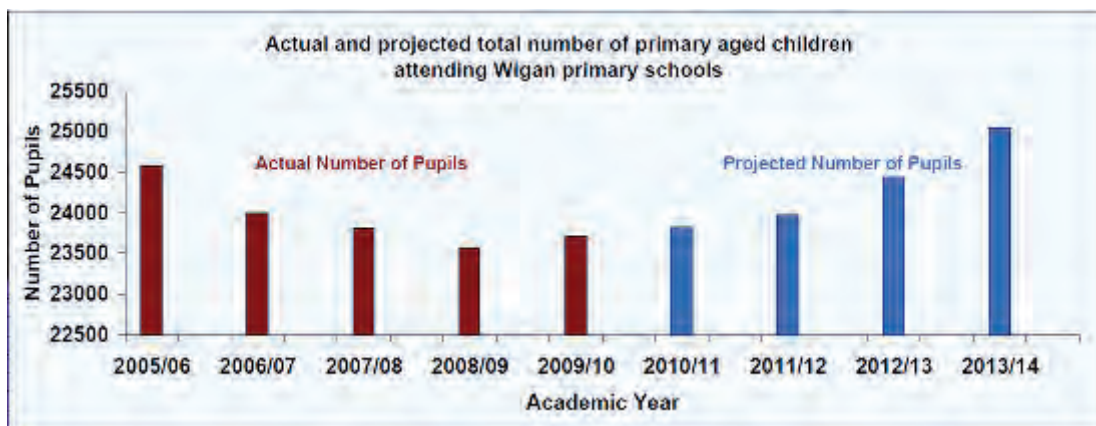 Actual and projected total number of primary aged children
attending Wigan primary schools
25500
25000
24500
24000
23500
23000
22500
Number of Pupils
Actual Number of Pupils
Projected Number of Pupils
2005/06 2006/07 2007/08 2008/09 2009/10 2010/11 2011/12 2012/13 2013/14
Academic Year